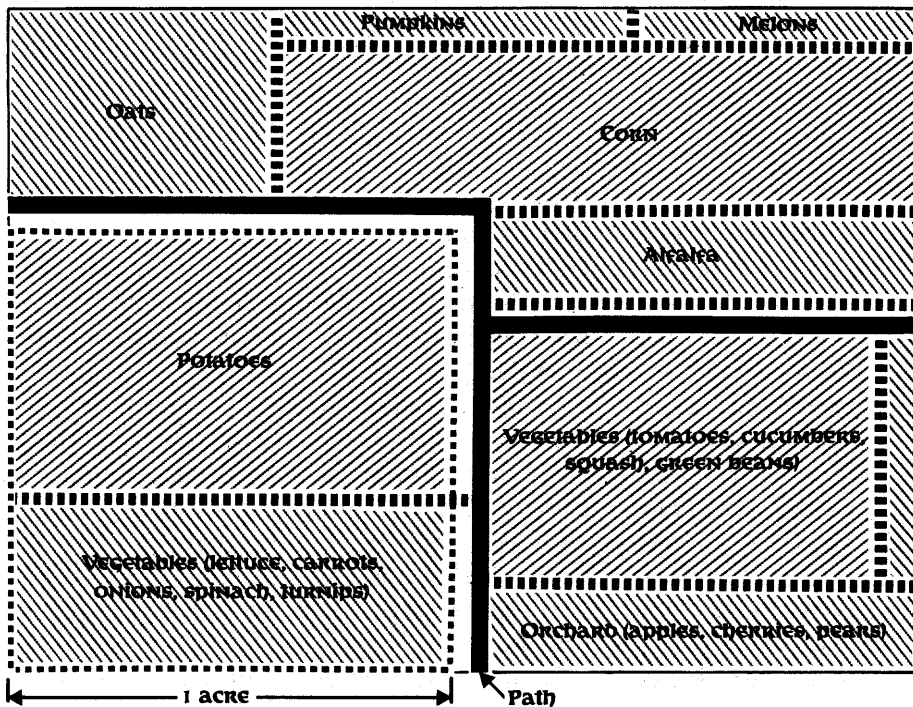 Pumpkins
Melons
Oats
Corn
Alfalfa
Potatoes
Vegetables (tomatoes, cucumbers,
squash, green beans)
Vegetables (lettuce, carrots,
onions, spinach, turnips)
Orchard (apples, cherries, pears)
1 acre
Path